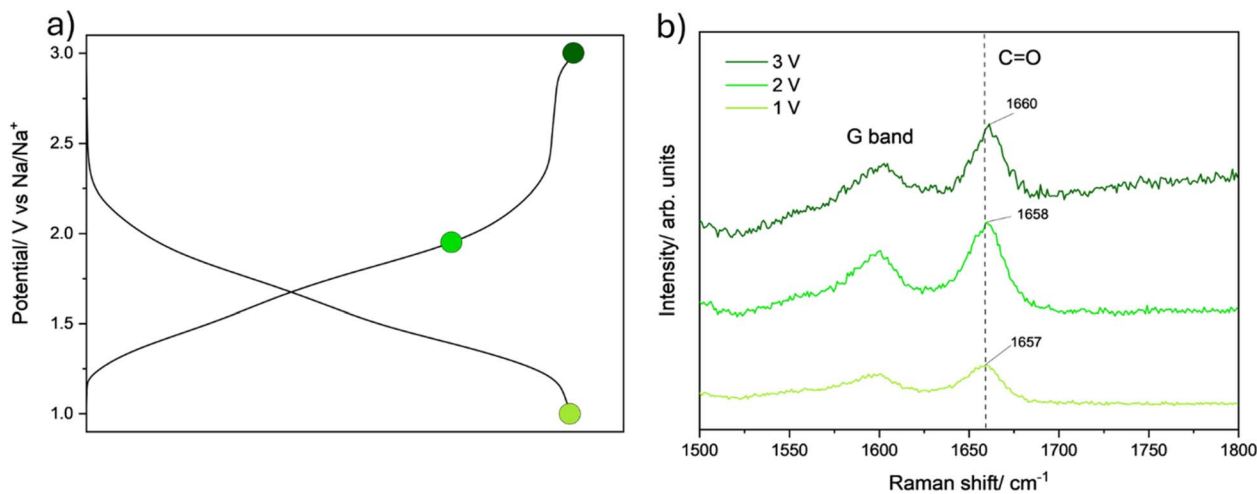 a)
Potential/ V vs Na/Na⁺
3.0
2.5
2.0
1.5
1.0
b)
Intensity/ arb. units
3 V
2 V
1 V
G band
C=O
1660
1658
1657
1500 1550 1600 1650 1700 1750 1800
Raman shift/ cm⁻¹